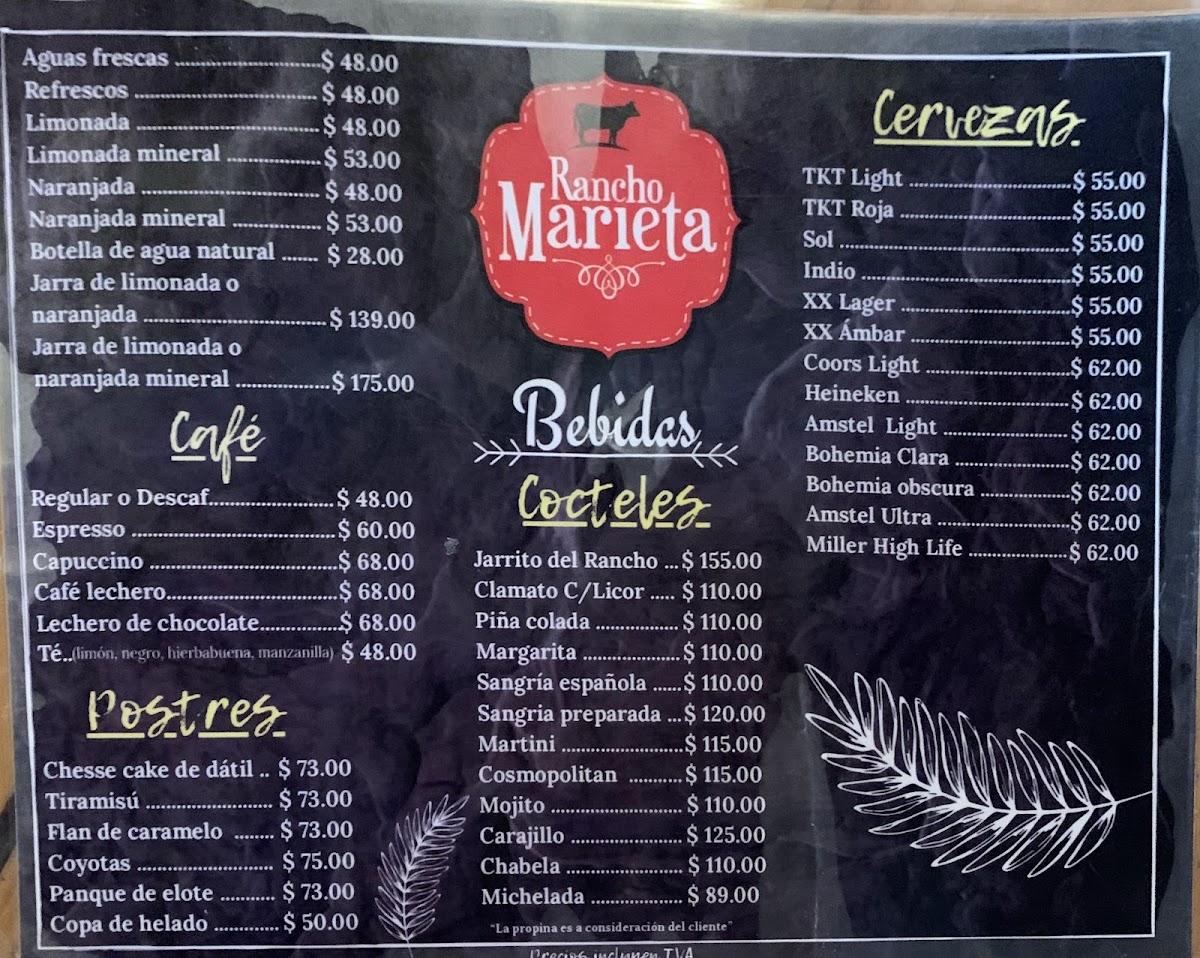 Aguas frescas ........................... $ 48.00
Refrescos .................................. $ 48.00
Limonada .................................. $ 48.00
Limonada mineral ................. $ 53.00
Naranjada ................................. $ 48.00
Naranjada mineral ................. $ 53.00
Botella de agua natural ...... $ 28.00
Jarra de limonada o
naranjada .................................. $ 139.00
Jarra de limonada o
naranjada mineral ................. $ 175.00
Café
Regular o Descaf....................... $ 48.00
Espresso ..................................... $ 60.00
Capuccino .................................. $ 68.00
Café lechero............................... $ 68.00
Lechero de chocolate............... $ 68.00
Té..(limón, negro, hierbabuena, manzanilla) $ 48.00
Postres
Chesse cake de dátil .. $ 73.00
Tiramisú ........................ $ 73.00
Flan de caramelo ........ $ 73.00
Coyotas .......................... $ 75.00
Panque de elote .......... $ 73.00
Copa de helado ............. $ 50.00
Rancho
Marieta
Bebidas
Cocteles
Jarrito del Rancho ... $ 155.00
Clamato C/Licor ..... $ 110.00
Piña colada ................ $ 110.00
Margarita ................... $ 110.00
Sangría española ...... $ 110.00
Sangria preparada ... $ 120.00
Martini ........................ $ 115.00
Cosmopolitan ........... $ 115.00
Mojito .......................... $ 110.00
Carajillo ...................... $ 125.00
Chabela ....................... $ 110.00
Michelada .................. $ 89.00
"La propina es a consideración del cliente"
Precios incluyen IVA
Cervezas
TKT Light ................................ $ 55.00
TKT Roja .................................. $ 55.00
Sol .............................................. $ 55.00
Indio .......................................... $ 55.00
XX Lager ................................... $ 55.00
XX Ámbar ................................ $ 55.00
Coors Light ............................. $ 62.00
Heineken .................................. $ 62.00
Amstel Light .......................... $ 62.00
Bohemia Clara ....................... $ 62.00
Bohemia obscura .................. $ 62.00
Amstel Ultra ........................... $ 62.00
Miller High Life .................... $ 62.00